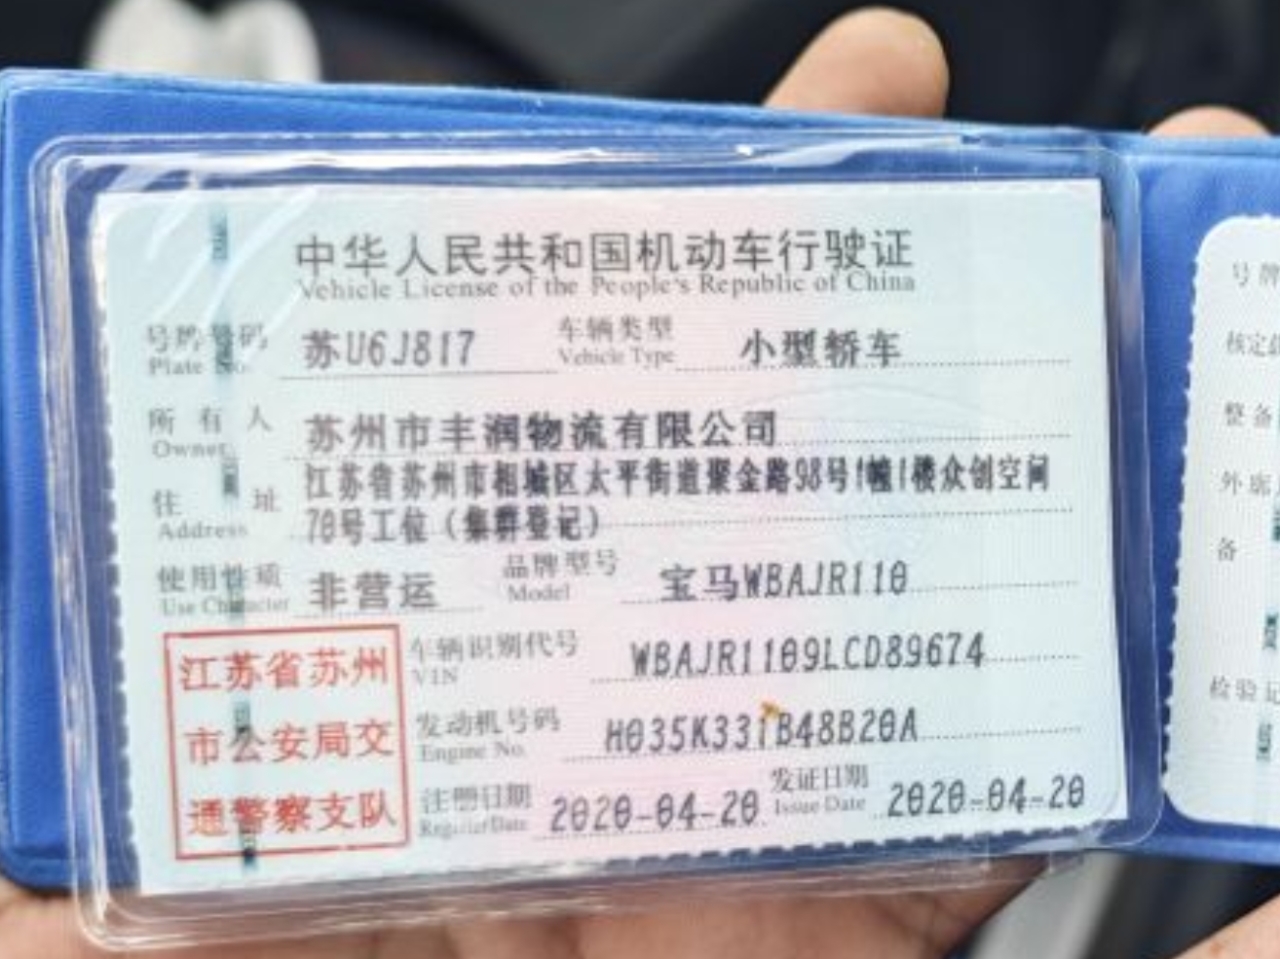 中华人民共和国机动车行驶证
Vehicle License of the People's Republic of China
号牌号码 苏U6J817 车辆类型 小型轿车
Plate No. Vehicle Type
所有人 苏州市丰润物流有限公司
Owner
住址 江苏省苏州市相城区太平街道聚金路98号1幢1楼众创空间
Address 70号工位（集群登记）
使用性质 非营运 品牌型号 宝马WBAJR110
Use Character Model
江苏省苏州
市公安局交
通警察支队
车辆识别代号 WBAJR1109LCD89674
VIN
发动机号码 H035K331B48B20A
Engine No.
注册日期 2020-04-20 发证日期 2020-04-20
Register Date Issue Date
号牌
核定
整备
外廓
备
检验记